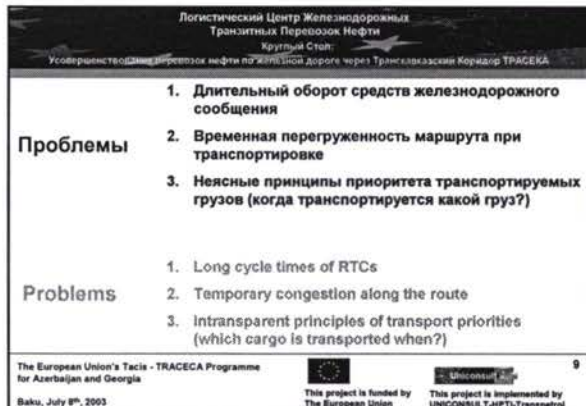 Логистический Центр Железнодорожных
Транзитных Перевозок Нефти
Круглый Стол:
Усовершенствование перевозок нефти по железной дороге через Транскавказский Коридор ТРАСЕКА
Проблемы
1. Длительный оборот средств железнодорожного
сообщения
2. Временная перегруженность маршрута при
транспортировке
3. Неясные принципы приоритета транспортируемых
грузов (когда транспортируется какой груз?)
Problems
1. Long cycle times of RTCs
2. Temporary congestion along the route
3. Intransparent principles of transport priorities
(which cargo is transported when?)
The European Union's Tacis - TRACECA Programme
for Azerbaijan and Georgia
Baku, July 8th, 2003
This project is funded by
The European Union
Uniconsult
This project is implemented by
UNICONSULT-HPTI-Transpetrol
9